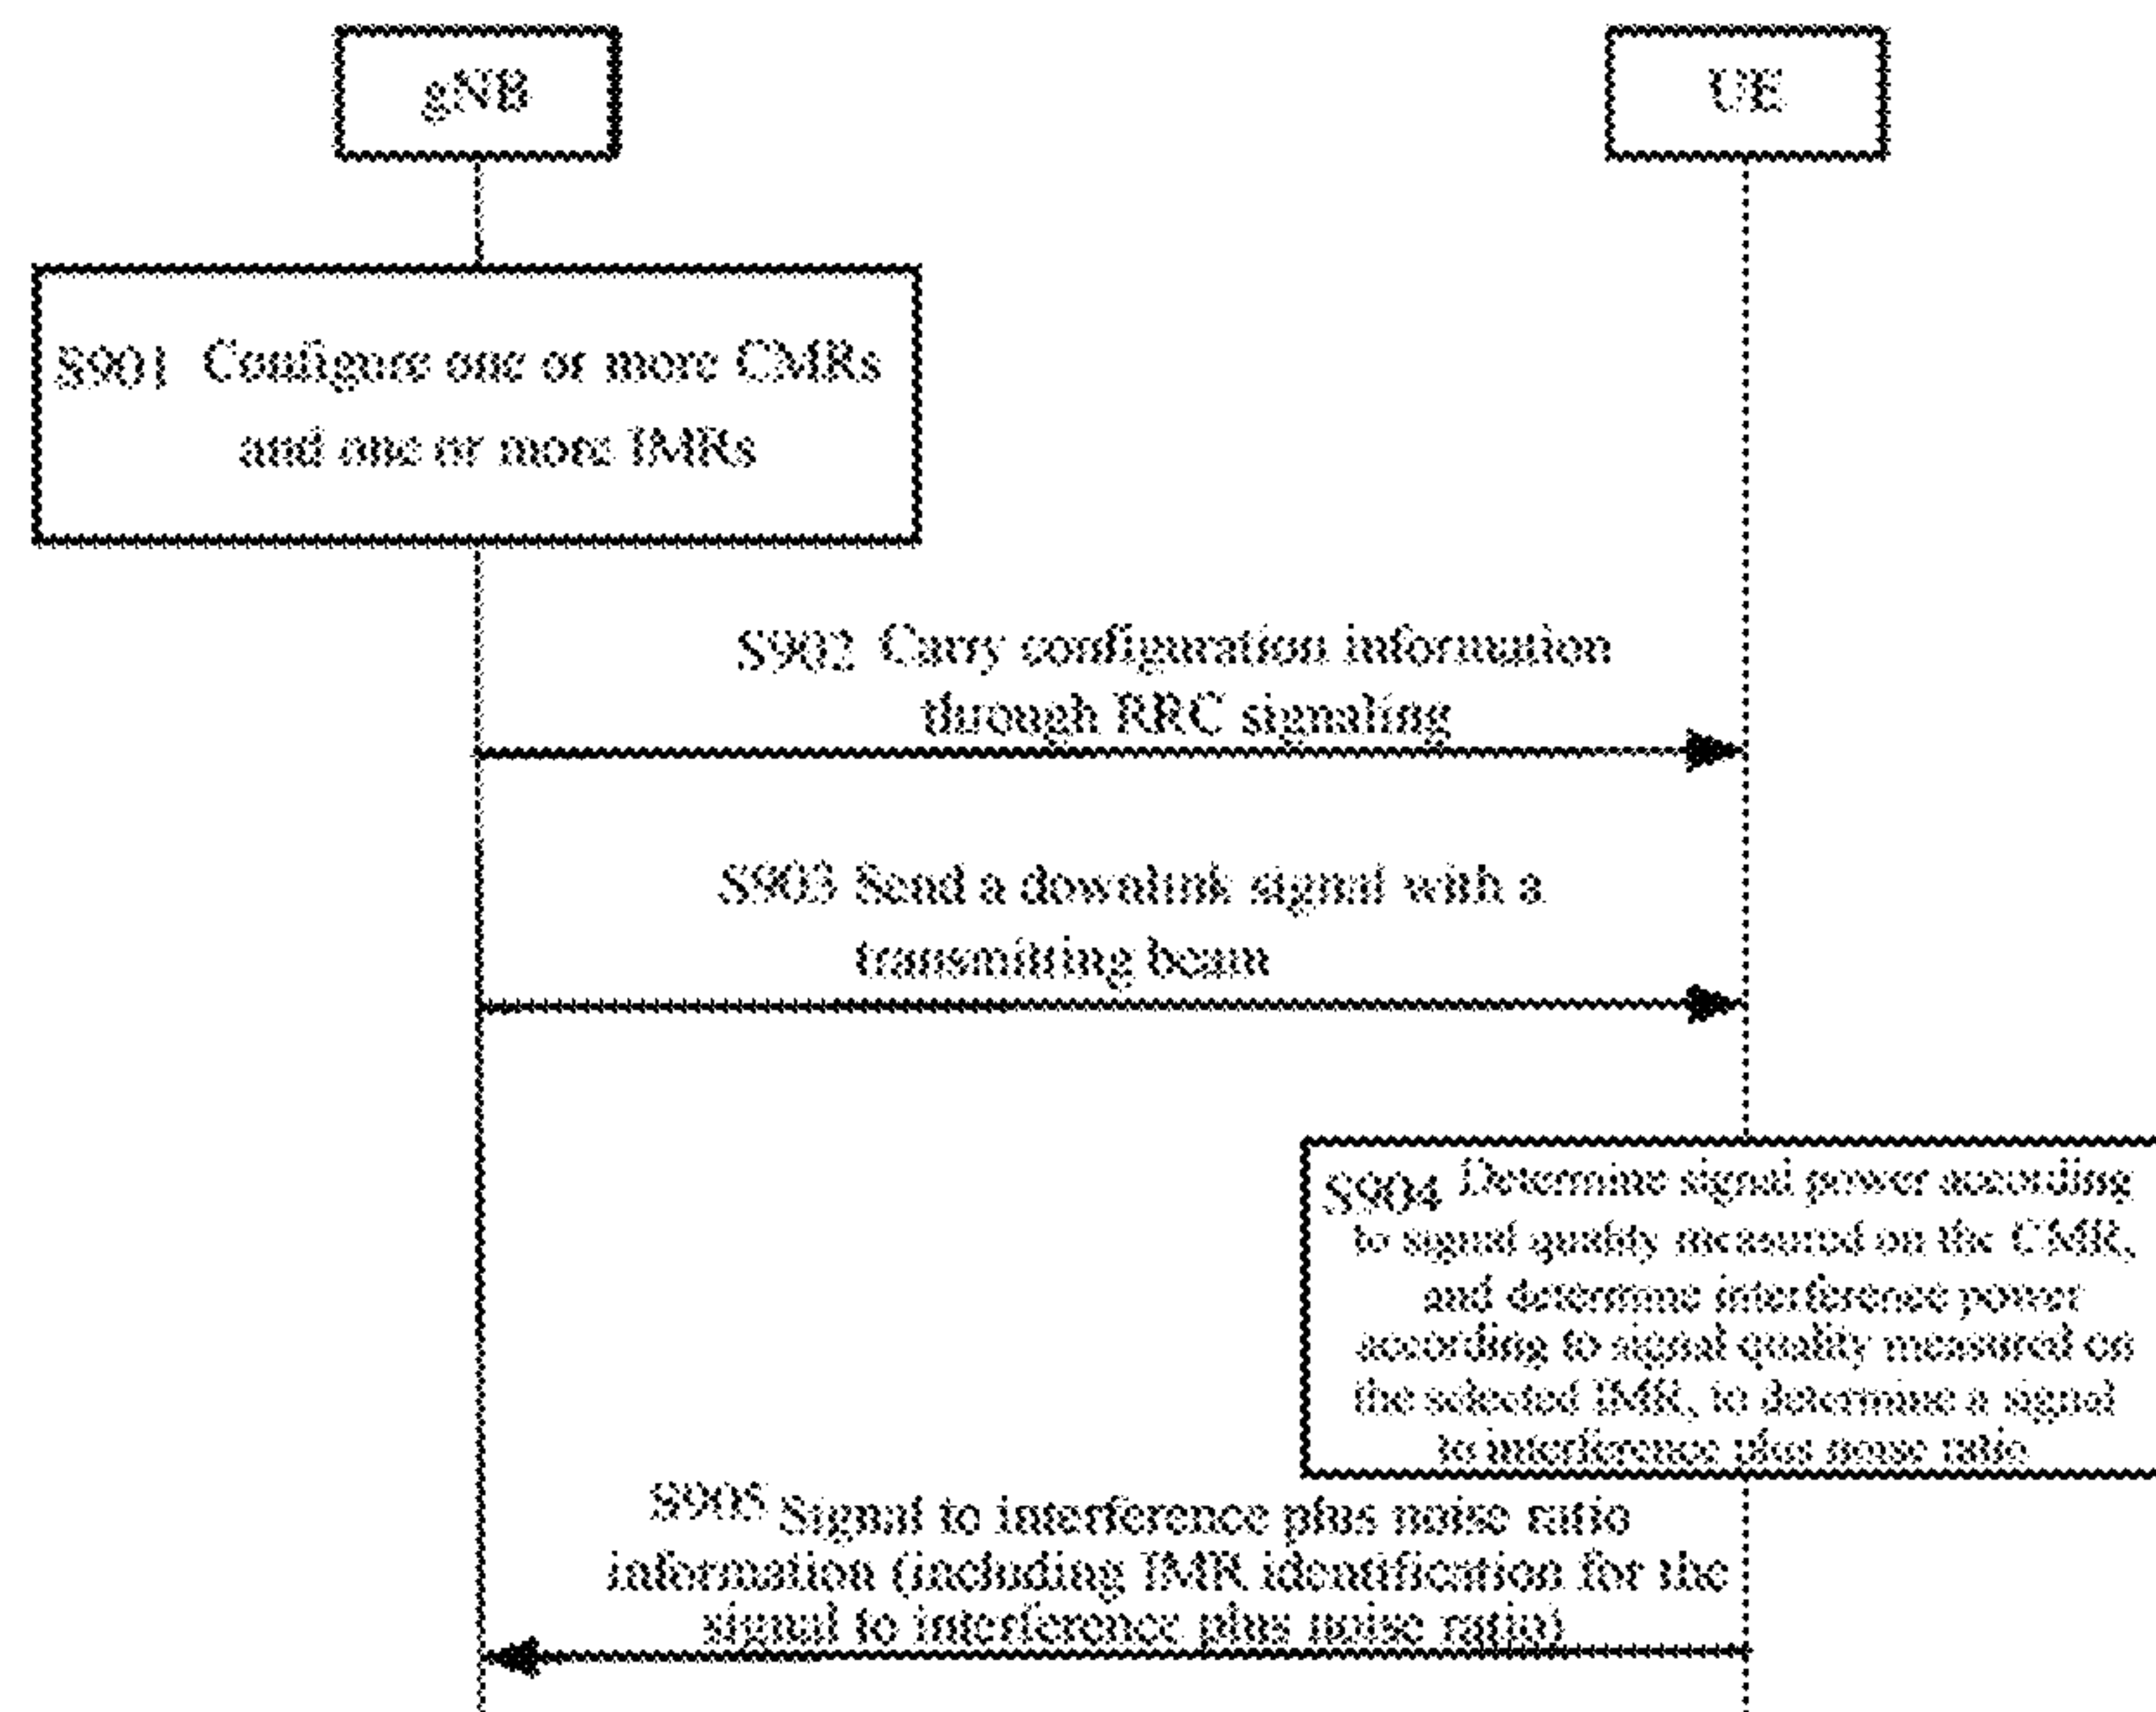 gNB
UE
S901 Configure one or more CMRs
and one or more IMRs
S902 Carry configuration information
through RRC signaling
S903 Send a downlink signal with a
transmitting beam
S904 Determine signal power according
to signal quality measured on the CMR,
and determine interference power
according to signal quality measured on
the selected IMR, to determine a signal
to interference plus noise ratio
S905 Signal to interference plus noise ratio
information (including IMR identification for the
signal to interference plus noise ratio)